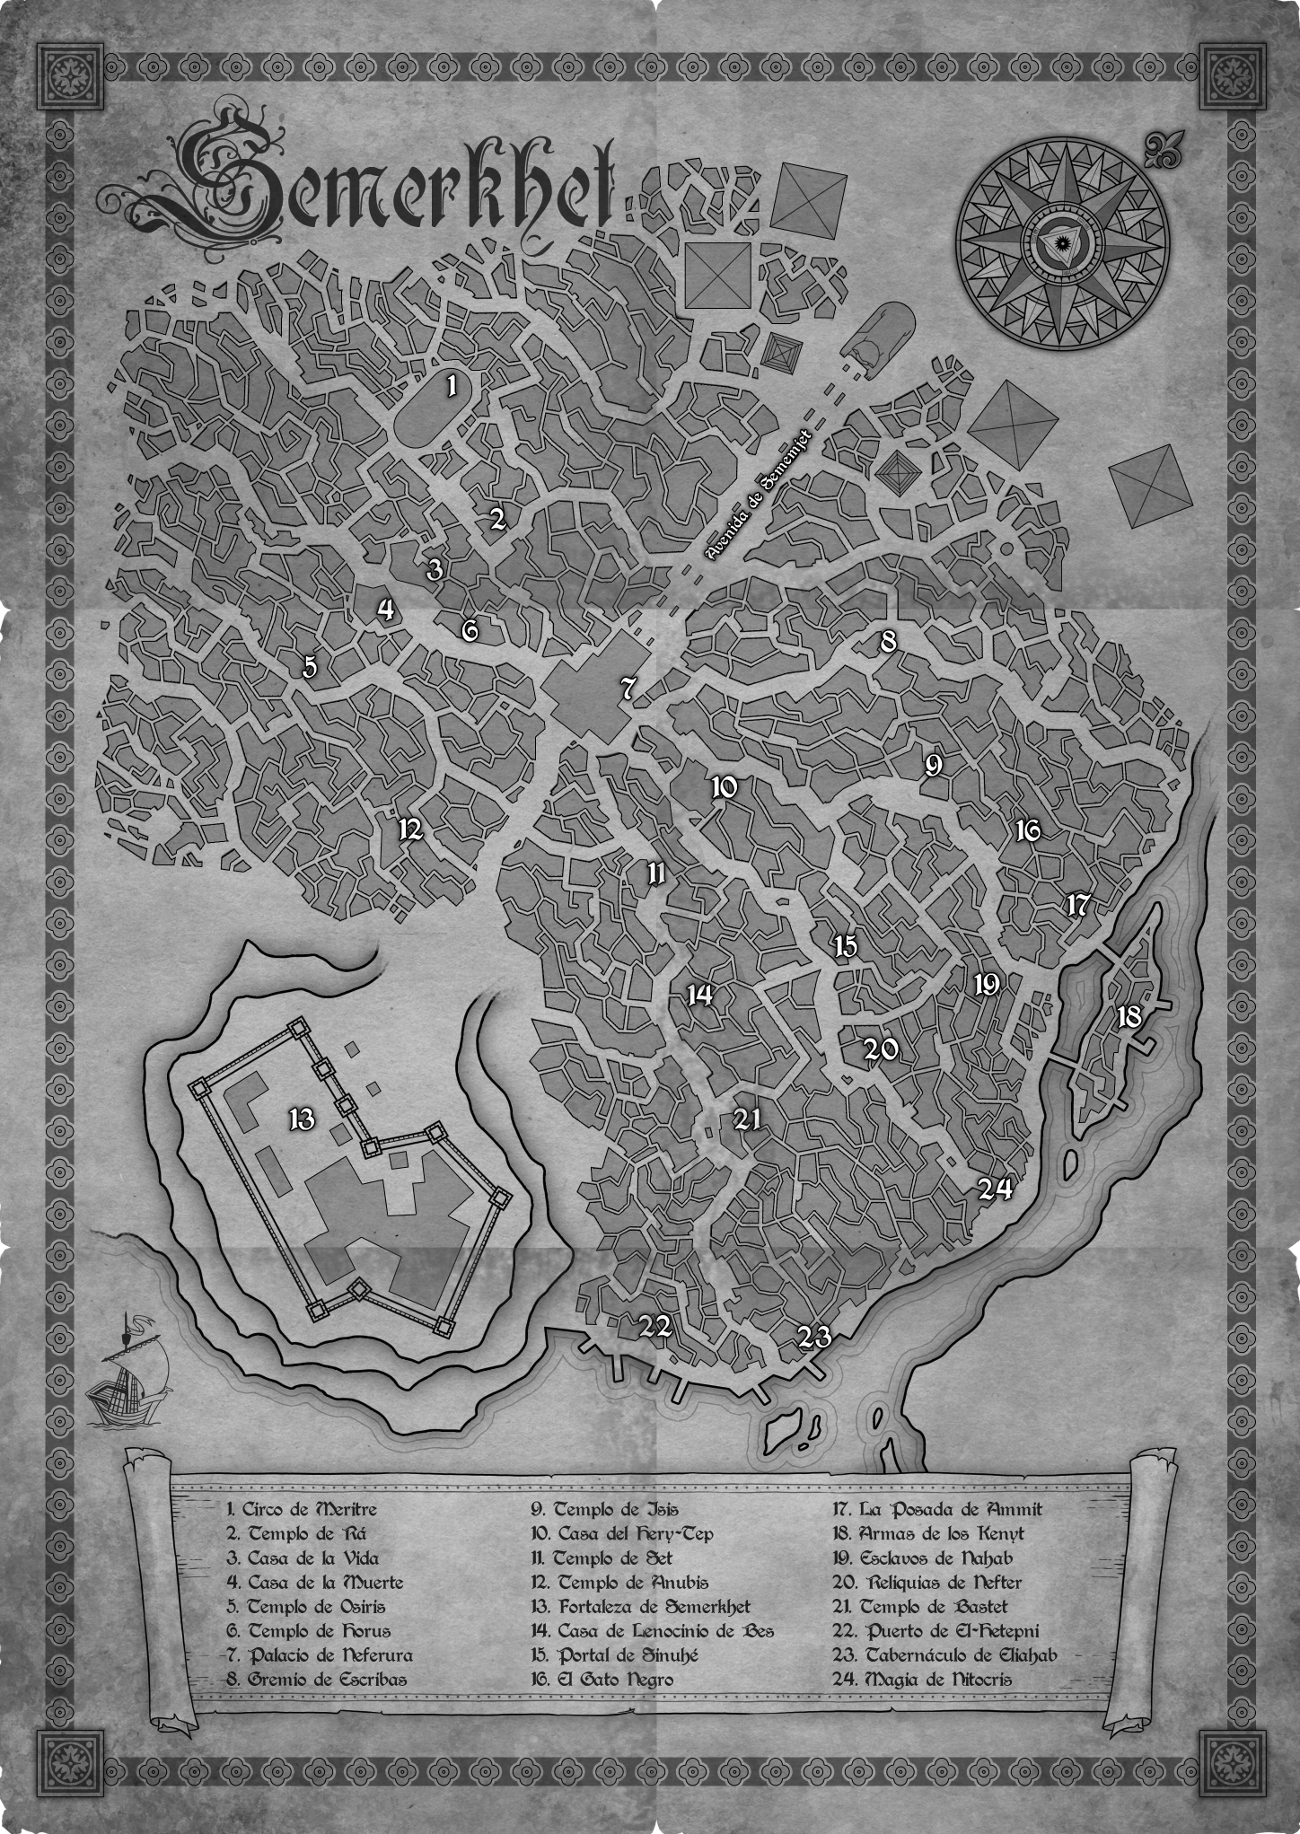 Semerkhet
1
Avenida de Sememjet
2
3
4
6
5
8
7
9
10
16
12
11
17
15
19
14
18
20
13
21
24
22
23
1. Circo de Meritre
2. Templo de Rá
3. Casa de la Vida
4. Casa de la Muerte
5. Templo de Osiris
6. Templo de Horus
7. Palacio de Neferura
8. Gremio de Escribas
9. Templo de Isis
10. Casa del Hery-Tep
11. Templo de Set
12. Templo de Anubis
13. Fortaleza de Semerkhet
14. Casa de Lenocinio de Bes
15. Portal de Sinuhé
16. El Gato Negro
17. La Posada de Ammit
18. Armas de los Kenyt
19. Esclavos de Nahab
20. Reliquias de Nefter
21. Templo de Bastet
22. Puerto de El-Hetepni
23. Tabernáculo de Eliahab
24. Magia de Nitocris